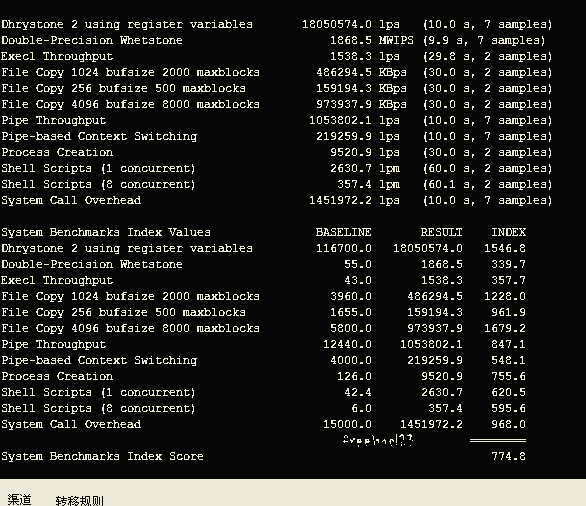 Dhrystone 2 using register variables 18050574.0 lps (10.0 s, 7 samples)
Double-Precision Whetstone 1868.5 MWIPS (9.9 s, 7 samples)
Execl Throughput 1538.3 lps (29.8 s, 2 samples)
File Copy 1024 bufsize 2000 maxblocks 486294.5 KBps (30.0 s, 2 samples)
File Copy 256 bufsize 500 maxblocks 159194.3 KBps (30.0 s, 2 samples)
File Copy 4096 bufsize 8000 maxblocks 973937.9 KBps (30.0 s, 2 samples)
Pipe Throughput 1053802.1 lps (10.0 s, 7 samples)
Pipe-based Context Switching 219259.9 lps (10.0 s, 7 samples)
Process Creation 9520.9 lps (30.0 s, 2 samples)
Shell Scripts (1 concurrent) 2630.7 lpm (60.0 s, 2 samples)
Shell Scripts (8 concurrent) 357.4 lpm (60.1 s, 2 samples)
System Call Overhead 1451972.2 lps (10.0 s, 7 samples)
System Benchmarks Index Values BASELINE RESULT INDEX
Dhrystone 2 using register variables 116700.0 18050574.0 1546.8
Double-Precision Whetstone 55.0 1868.5 339.7
Execl Throughput 43.0 1538.3 357.7
File Copy 1024 bufsize 2000 maxblocks 3960.0 486294.5 1228.0
File Copy 256 bufsize 500 maxblocks 1655.0 159194.3 961.9
File Copy 4096 bufsize 8000 maxblocks 5800.0 973937.9 1679.2
Pipe Throughput 12440.0 1053802.1 847.1
Pipe-based Context Switching 4000.0 219259.9 548.1
Process Creation 126.0 9520.9 755.6
Shell Scripts (1 concurrent) 42.4 2630.7 620.5
Shell Scripts (8 concurrent) 6.0 357.4 595.6
System Call Overhead 15000.0 1451972.2 968.0
System Benchmarks Index Score 774.8
渠道 转移规则